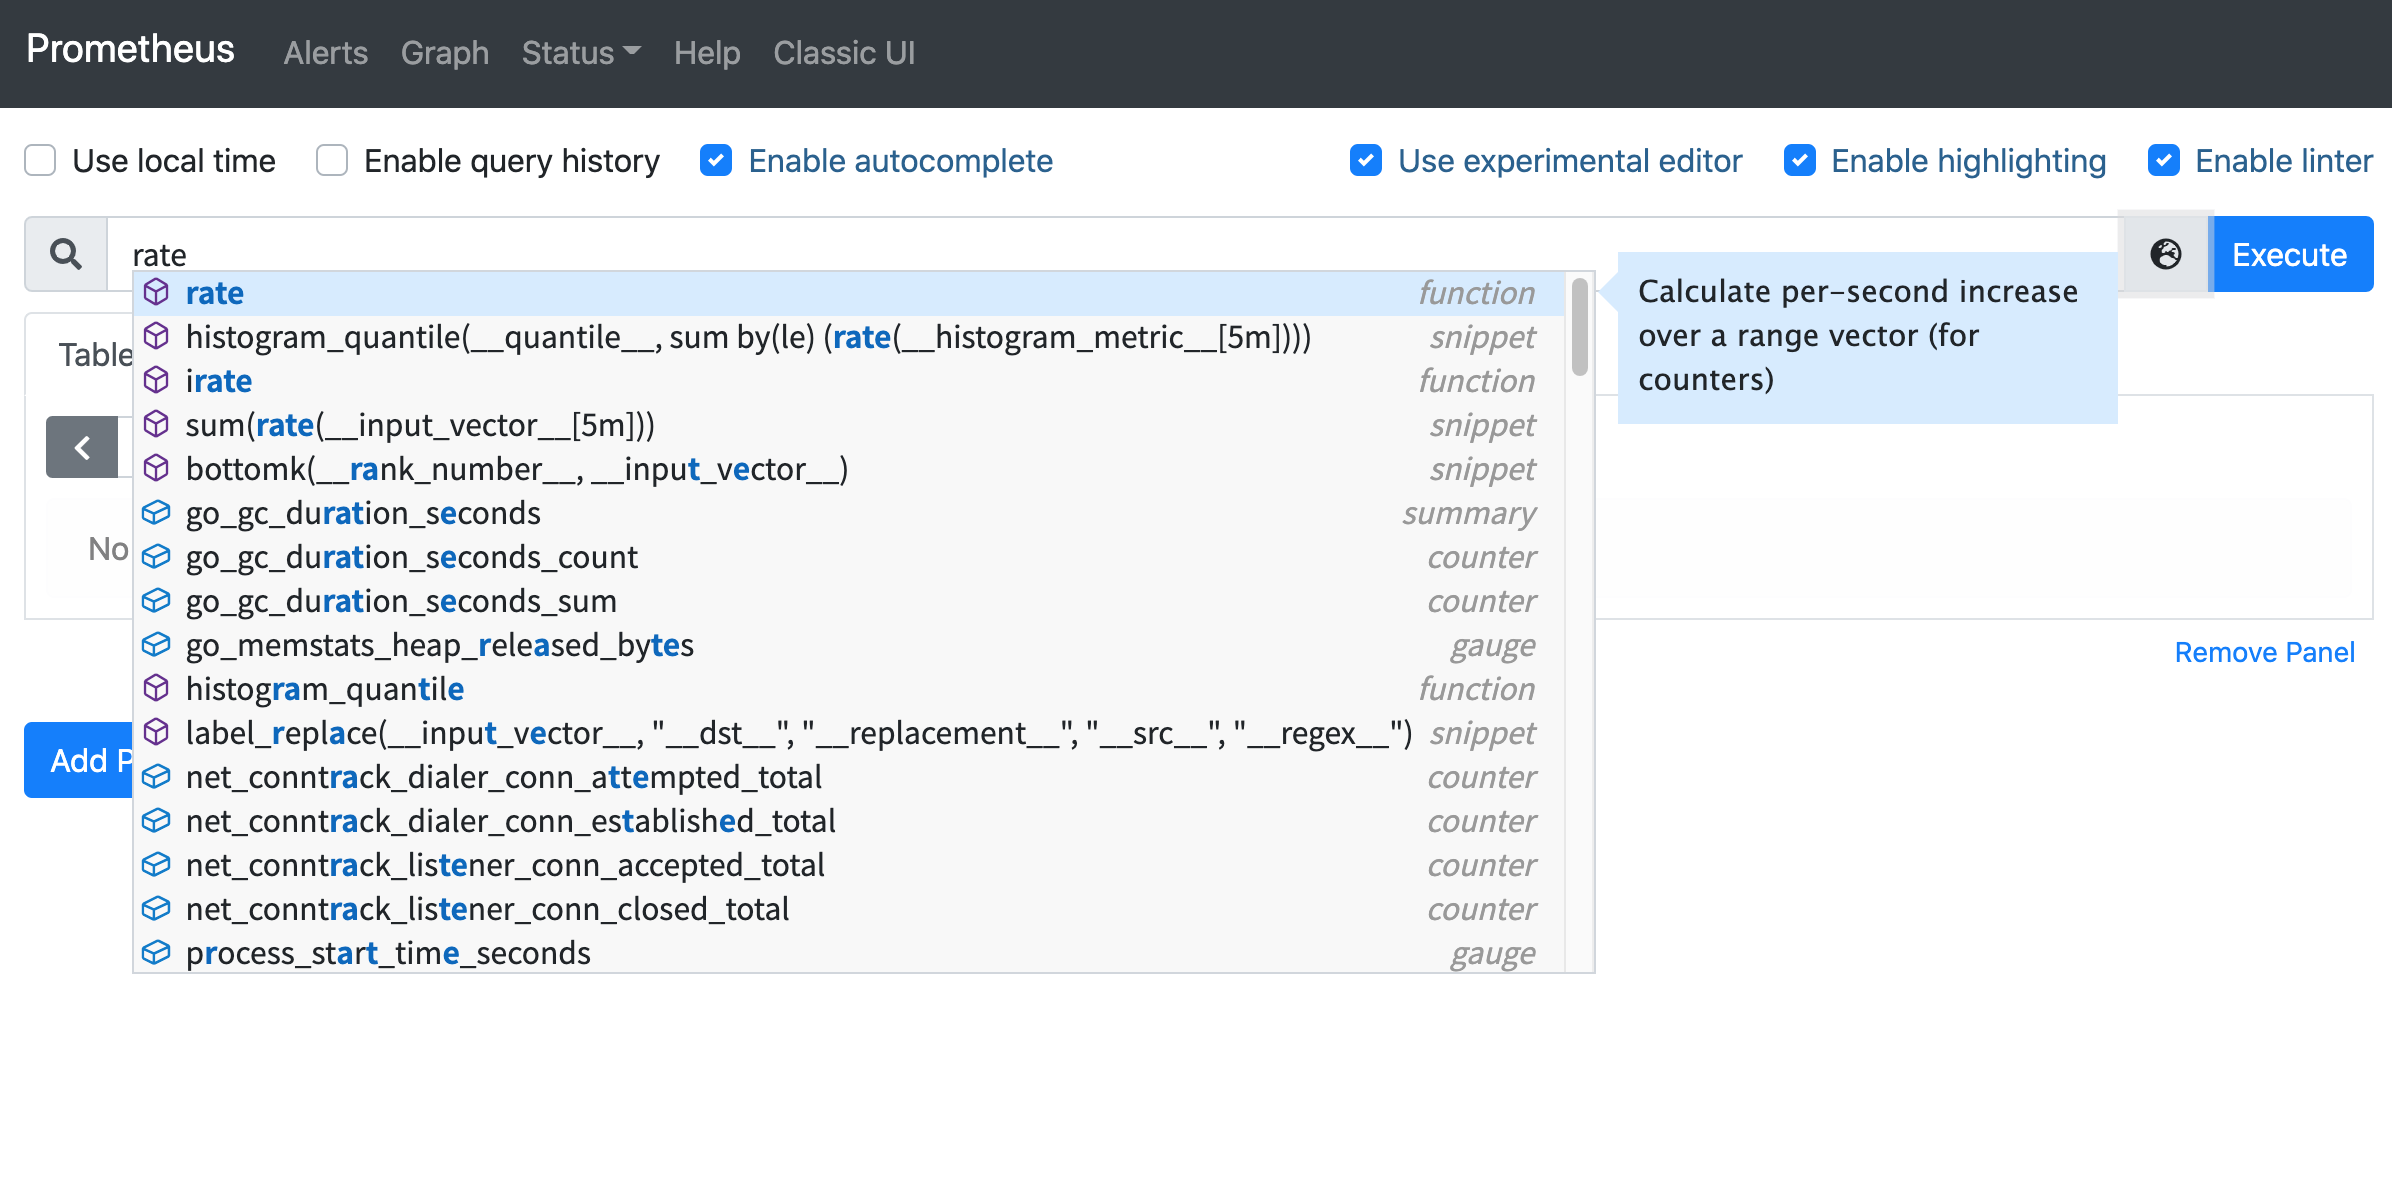 Prometheus Alerts Graph Status Help Classic UI
Use local time Enable query history Enable autocomplete Use experimental editor Enable highlighting Enable linter
rate Execute
rate function
histogram_quantile(__quantile__, sum by(le) (rate(__histogram_metric__[5m]))) snippet
irate function
sum(rate(__input_vector__[5m])) snippet
bottomk(__rank_number__, __input_vector__) snippet
go_gc_duration_seconds summary
go_gc_duration_seconds_count counter
go_gc_duration_seconds_sum counter
go_memstats_heap_released_bytes gauge
histogram_quantile function
label_replace(__input_vector__, "__dst__", "__replacement__", "__src__", "__regex__") snippet
net_conntrack_dialer_conn_attempted_total counter
net_conntrack_dialer_conn_established_total counter
net_conntrack_listener_conn_accepted_total counter
net_conntrack_listener_conn_closed_total counter
process_start_time_seconds gauge
Calculate per-second increase
over a range vector (for
counters)
Table
No
Remove Panel
Add P